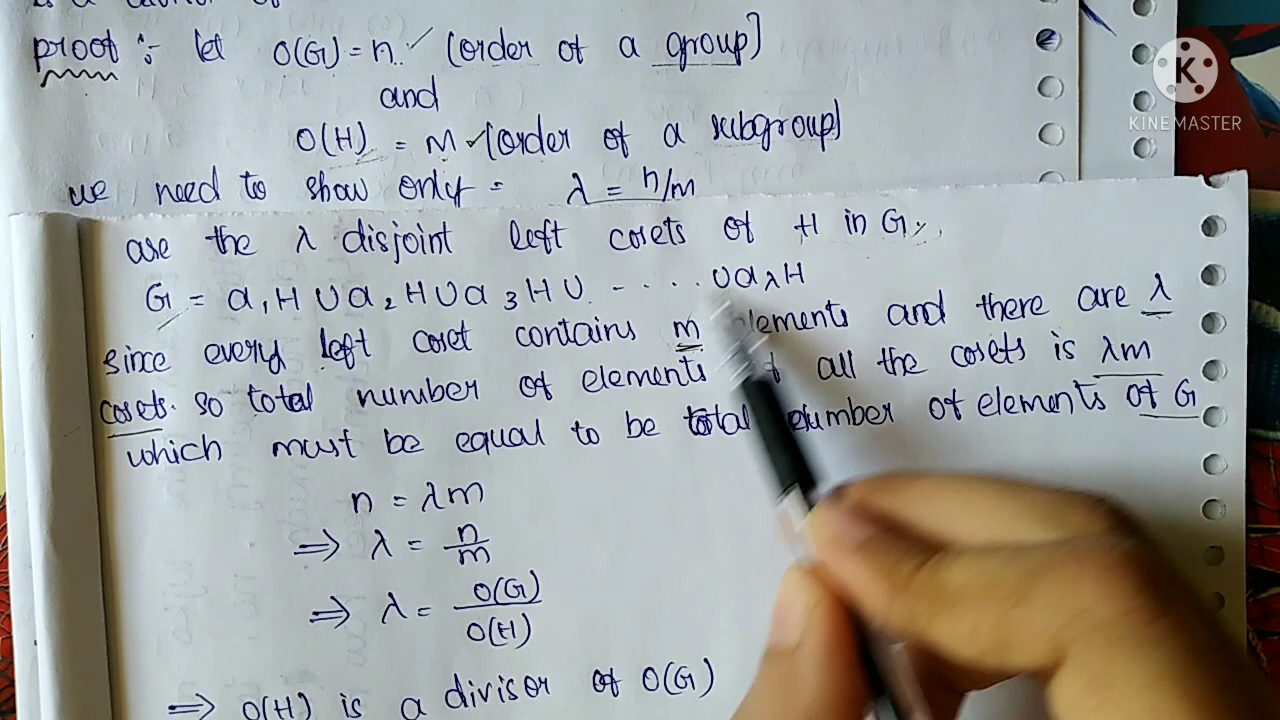 proof :- let O(G) = n. (order of a group)
and
O(H) = m (order of a subgroup)
we need to show only = λ = n/m
are the λ disjoint left cosets of H in G,
G = a₁H ∪ a₂H ∪ a₃H ∪ ..... ∪ aλH
since every left coset contains m elements and there are λ
cosets. so total number of elements of all the cosets is λm
which must be equal to be total number of elements of G
n = λm
⇒ λ = n/m
⇒ λ = O(G)/O(H)
⇒ O(H) is a divisor of O(G)
K
KINEMASTER